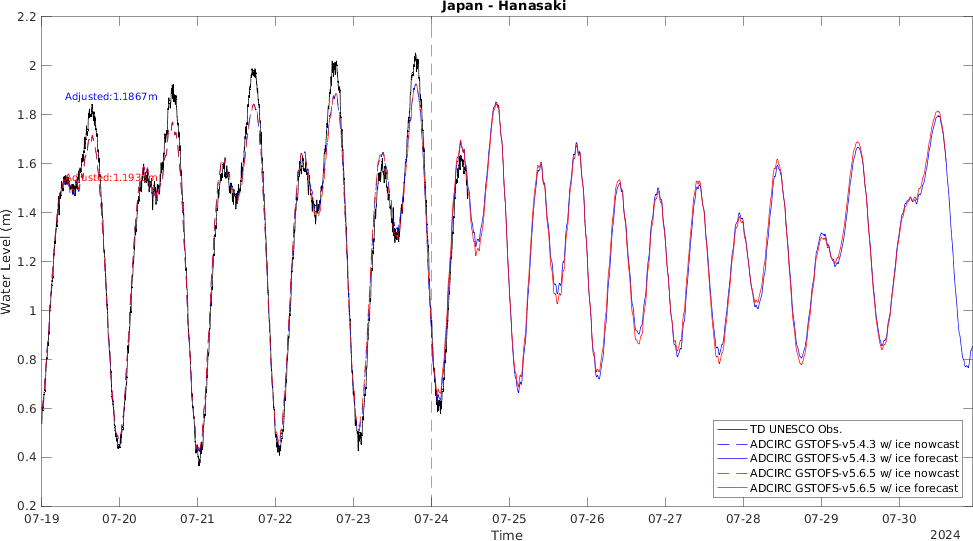 Japan - Hanasaki
2.2
2
1.8
1.6
1.4
1.2
1
0.8
0.6
0.4
0.2
Water Level (m)
Adjusted:1.1867m
07-19
07-20
07-21
07-22
07-23
07-24
07-25
07-26
07-27
07-28
07-29
07-30
Time
2024
TD UNESCO Obs.
ADCIRC GSTOFS-v5.4.3 w/ ice nowcast
ADCIRC GSTOFS-v5.4.3 w/ ice forecast
ADCIRC GSTOFS-v5.6.5 w/ ice nowcast
ADCIRC GSTOFS-v5.6.5 w/ ice forecast